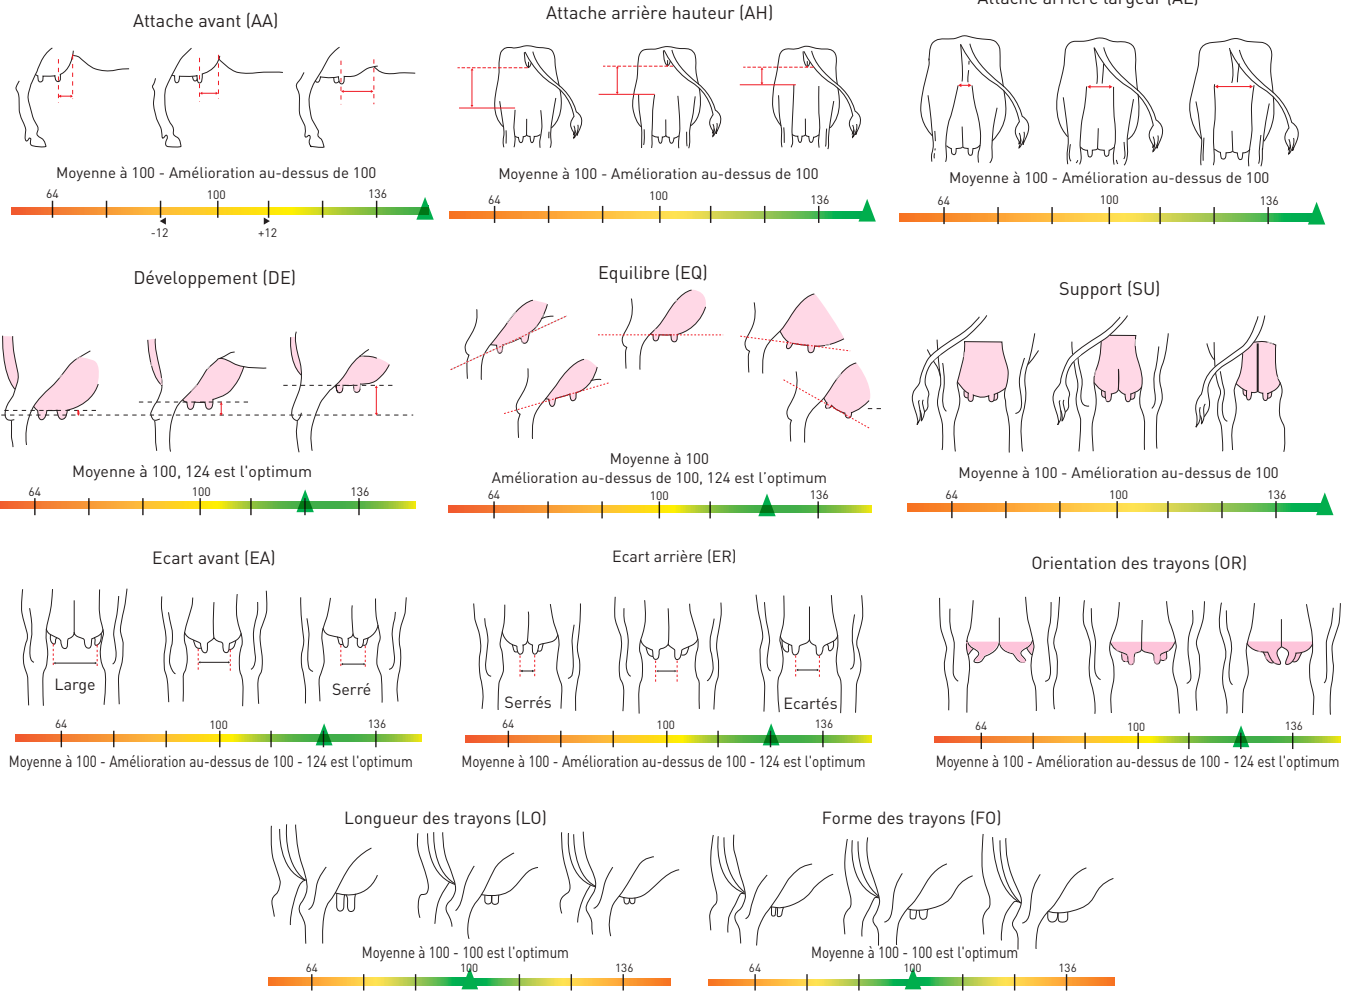 Attache avant (AA)
Attache arrière hauteur (AH)
Attache arrière largeur (AL)
Moyenne à 100 - Amélioration au-dessus de 100
64 100 136
-12 +12
Moyenne à 100 - Amélioration au-dessus de 100
64 100 136
Moyenne à 100 - Amélioration au-dessus de 100
64 100 136
Développement (DE)
Equilibre (EQ)
Support (SU)
Moyenne à 100, 124 est l'optimum
64 100 136
Moyenne à 100
Amélioration au-dessus de 100, 124 est l'optimum
64 100 136
Moyenne à 100 - Amélioration au-dessus de 100
64 100 136
Ecart avant (EA)
Large
Serré
64 100 136
Moyenne à 100 - Amélioration au-dessus de 100 - 124 est l'optimum
Ecart arrière (ER)
Serrés
Ecartés
64 100 136
Moyenne à 100 - Amélioration au-dessus de 100 - 124 est l'optimum
Orientation des trayons (OR)
64 100 136
Moyenne à 100 - Amélioration au-dessus de 100 - 124 est l'optimum
Longueur des trayons (LO)
Moyenne à 100 - 100 est l'optimum
64 100 136
Forme des trayons (FO)
Moyenne à 100 - 100 est l'optimum
64 100 136